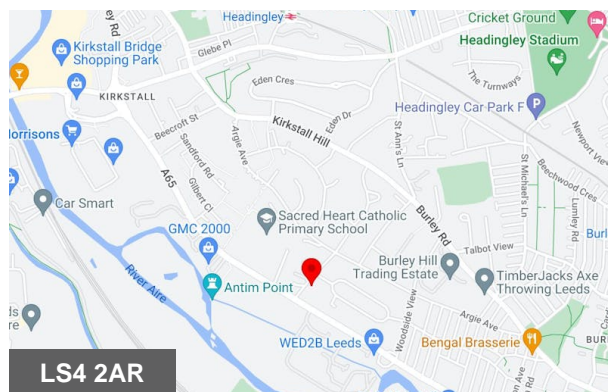 Headingley
Cricket Ground
Kirkstall Bridge
Shopping Park
Glebe Pl
Headingley Stadium
Eden Cres
The Turnways
KIRKSTALL
Headingley Car Park F
Eden Dr
Kirkstall Hill
Morrisons
Beecroft St
Argie Ave
St Ann's Ln
Newport View
Sandford Rd
St Michael's Ln
Beechwood Cres
A65
Gilbert Cl
Lumley Rd
Car Smart
Sacred Heart Catholic
Primary School
Burley Rd
GMC 2000
Talbot View
Burley Hill
Trading Estate
TimberJacks Axe
Throwing Leeds
River Aire
Antim Point
Woodside View
Argie Ave
WED2B Leeds
Bengal Brasserie
LS4 2AR